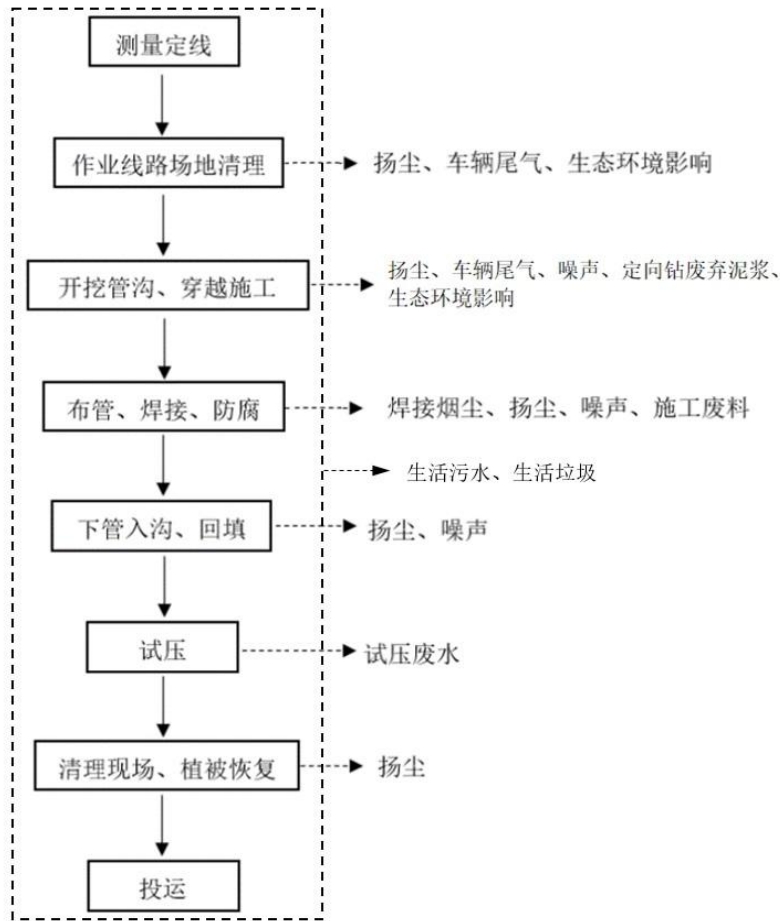 测量定线
作业线路场地清理
扬尘、车辆尾气、生态环境影响
开挖管沟、穿越施工
扬尘、车辆尾气、噪声、定向钻废弃泥浆、
生态环境影响
布管、焊接、防腐
焊接烟尘、扬尘、噪声、施工废料
生活污水、生活垃圾
下管入沟、回填
扬尘、噪声
试压
试压废水
清理现场、植被恢复
扬尘
投运